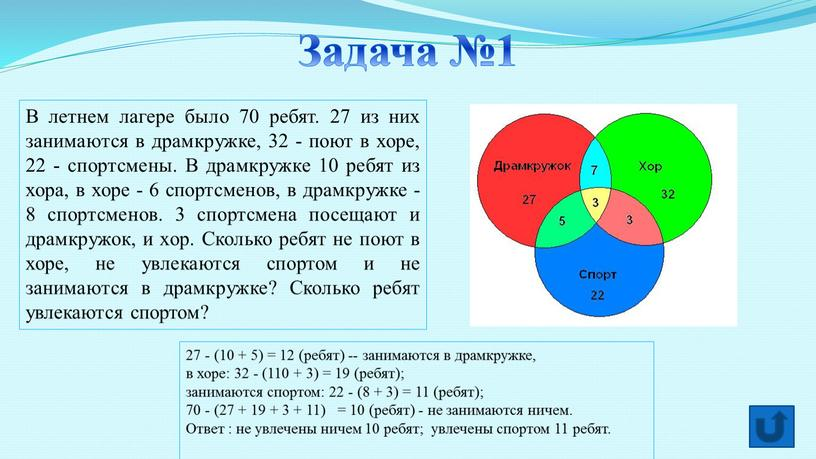 Задача №1
В летнем лагере было 70 ребят. 27 из них
занимаются в драмкружке, 32 - поют в хоре,
22 - спортсмены. В драмкружке 10 ребят из
хора, в хоре - 6 спортсменов, в драмкружке -
8 спортсменов. 3 спортсмена посещают и
драмкружок, и хор. Сколько ребят не поют в
хоре, не увлекаются спортом и не
занимаются в драмкружке? Сколько ребят
увлекаются спортом?
Драмкружок
7
Хор
27
3
32
5
3
Спорт
22
27 - (10 + 5) = 12 (ребят) -- занимаются в драмкружке,
в хоре: 32 - (110 + 3) = 19 (ребят);
занимаются спортом: 22 - (8 + 3) = 11 (ребят);
70 - (27 + 19 + 3 + 11) = 10 (ребят) - не занимаются ничем.
Ответ : не увлечены ничем 10 ребят; увлечены спортом 11 ребят.